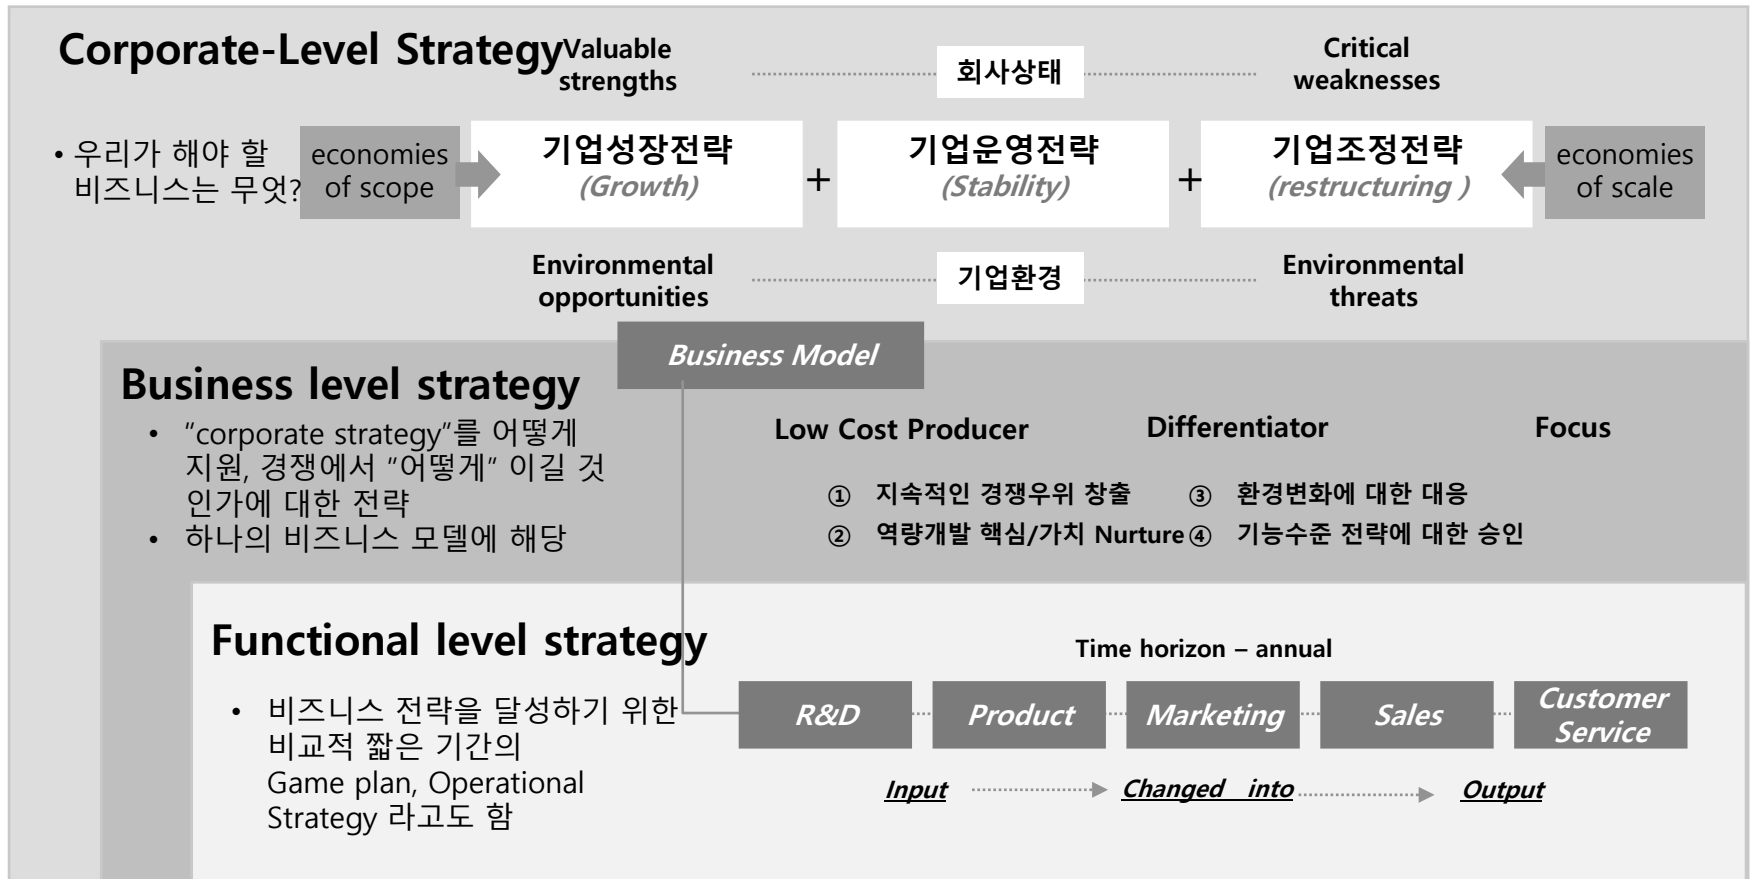 Corporate-Level Strategy
Valuable
strengths
회사상태
Critical
weaknesses
• 우리가 해야 할
비즈니스는 무엇?
economies
of scope
기업성장전략
(Growth)
+
기업운영전략
(Stability)
+
기업조정전략
(restructuring )
economies
of scale
Environmental
opportunities
기업환경
Environmental
threats
Business Model
Business level strategy
• “corporate strategy”를 어떻게
지원, 경쟁에서 “어떻게” 이길 것
인가에 대한 전략
• 하나의 비즈니스 모델에 해당
Low Cost Producer
Differentiator
Focus
① 지속적인 경쟁우위 창출
② 역량개발 핵심/가치 Nurture
③ 환경변화에 대한 대응
④ 기능수준 전략에 대한 승인
Functional level strategy
• 비즈니스 전략을 달성하기 위한
비교적 짧은 기간의
Game plan, Operational
Strategy 라고도 함
Time horizon – annual
R&D
Product
Marketing
Sales
Customer
Service
Input
Changed into
Output